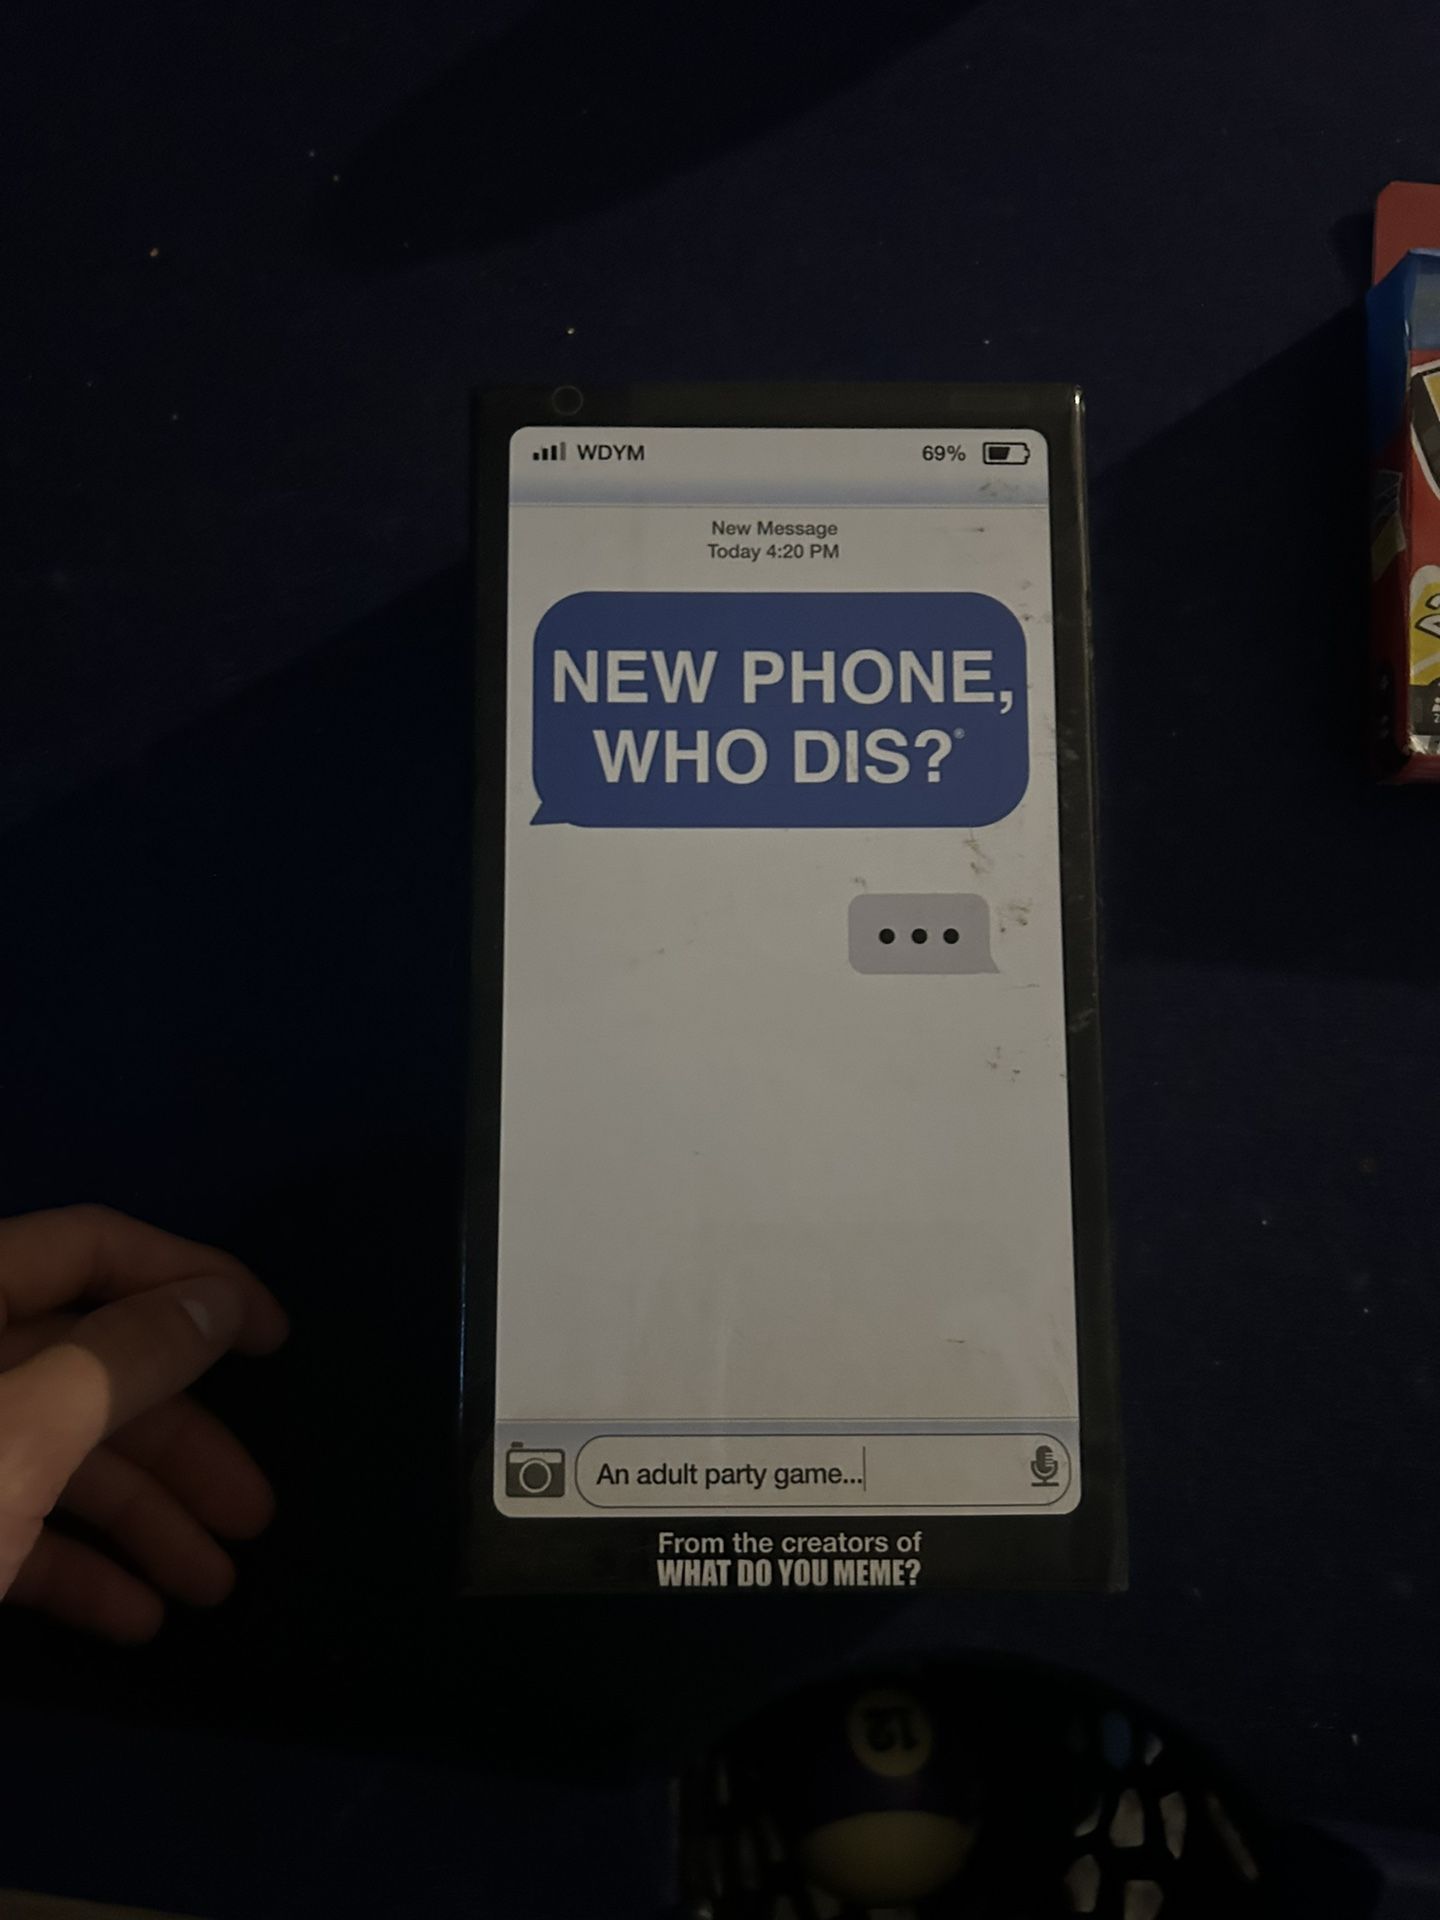 WDYM 69%
New Message
Today 4:20 PM
NEW PHONE,
WHO DIS?®
An adult party game...
From the creators of
WHAT DO YOU MEME?
12